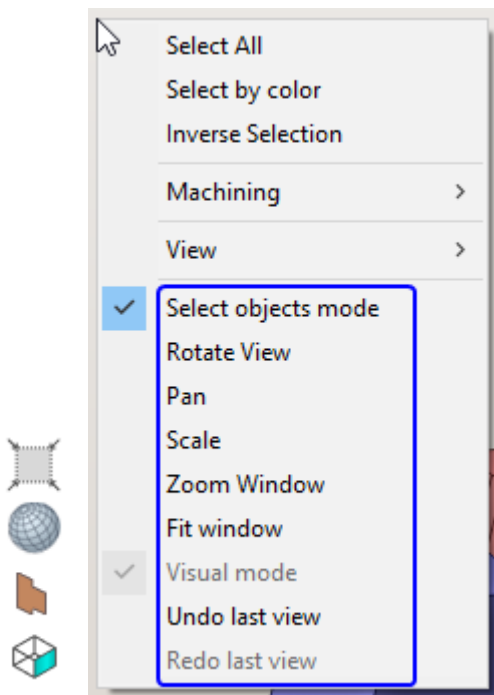 Select All
Select by color
Inverse Selection
Machining
View
Select objects mode
Rotate View
Pan
Scale
Zoom Window
Fit window
Visual mode
Undo last view
Redo last view